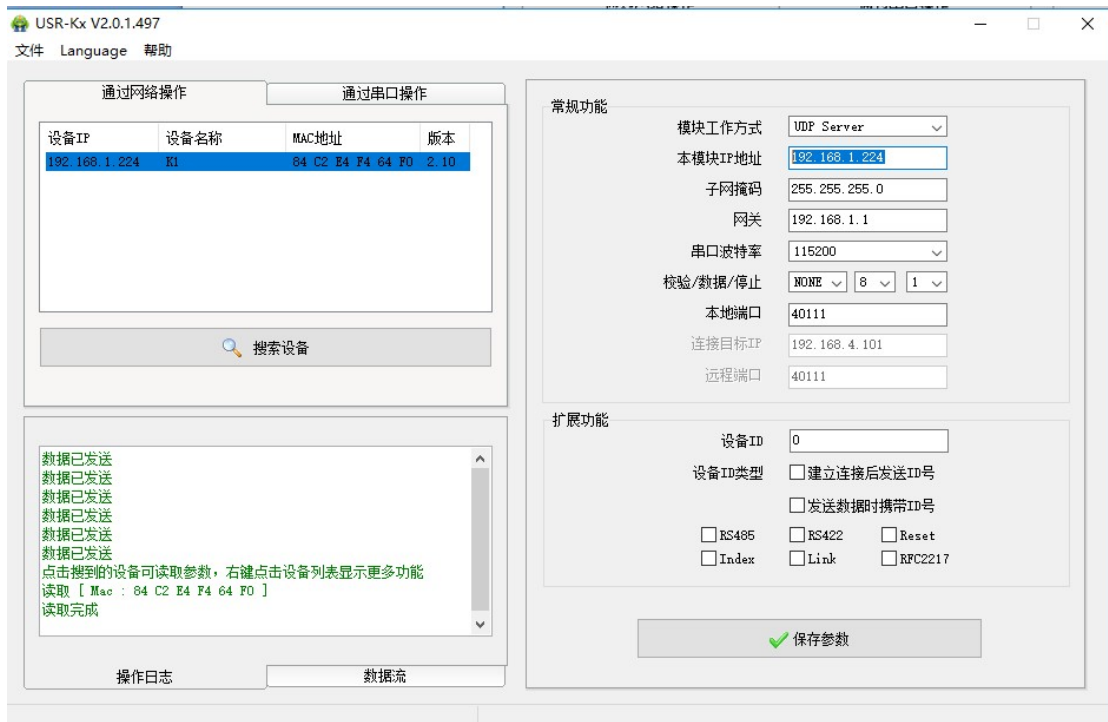 USR-Kx V2.0.1.497
文件 Language 帮助
通过网络操作 通过串口操作
设备IP 设备名称 MAC地址 版本
192.168.1.224 K1 84 C2 E4 F4 64 F0 2.10
搜索设备
数据已发送
数据已发送
数据已发送
数据已发送
数据已发送
数据已发送
点击搜到的设备可读取参数，右键点击设备列表显示更多功能
读取 [ Mac : 84 C2 E4 F4 64 F0 ]
读取完成
操作日志 数据流
常规功能
模块工作方式 UDP Server
本模块IP地址 192.168.1.224
子网掩码 255.255.255.0
网关 192.168.1.1
串口波特率 115200
校验/数据/停止 NONE 8 1
本地端口 40111
连接目标IP 192.168.4.101
远程端口 40111
扩展功能
设备ID 0
设备ID类型 建立连接后发送ID号
发送数据时携带ID号
RS485 RS422 Reset
Index Link RFC2217
保存参数